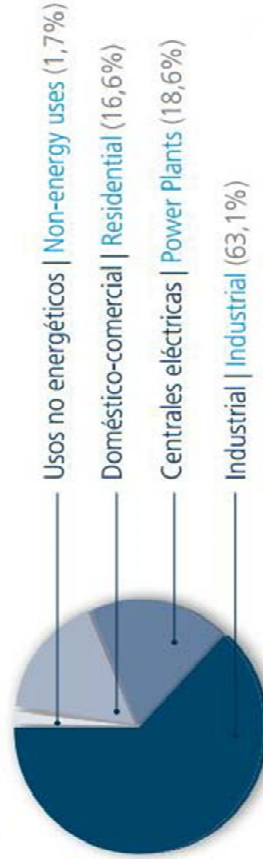 Usos no energéticos | Non-energy uses (1,7%)
Doméstico-comercial | Residential (16,6%)
Centrales eléctricas | Power Plants (18,6%)
Industrial | Industrial (63,1%)